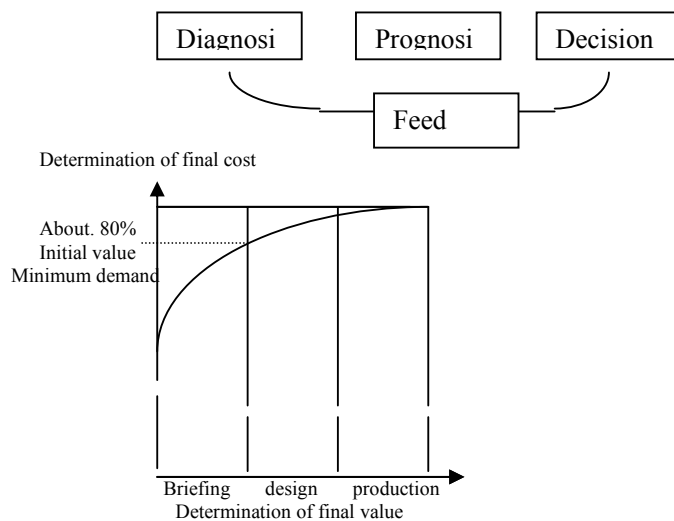 Diagnosi Prognosi Decision
Feed
Determination of final cost
About. 80%
Initial value
Minimum demand
Briefing design production
Determination of final value